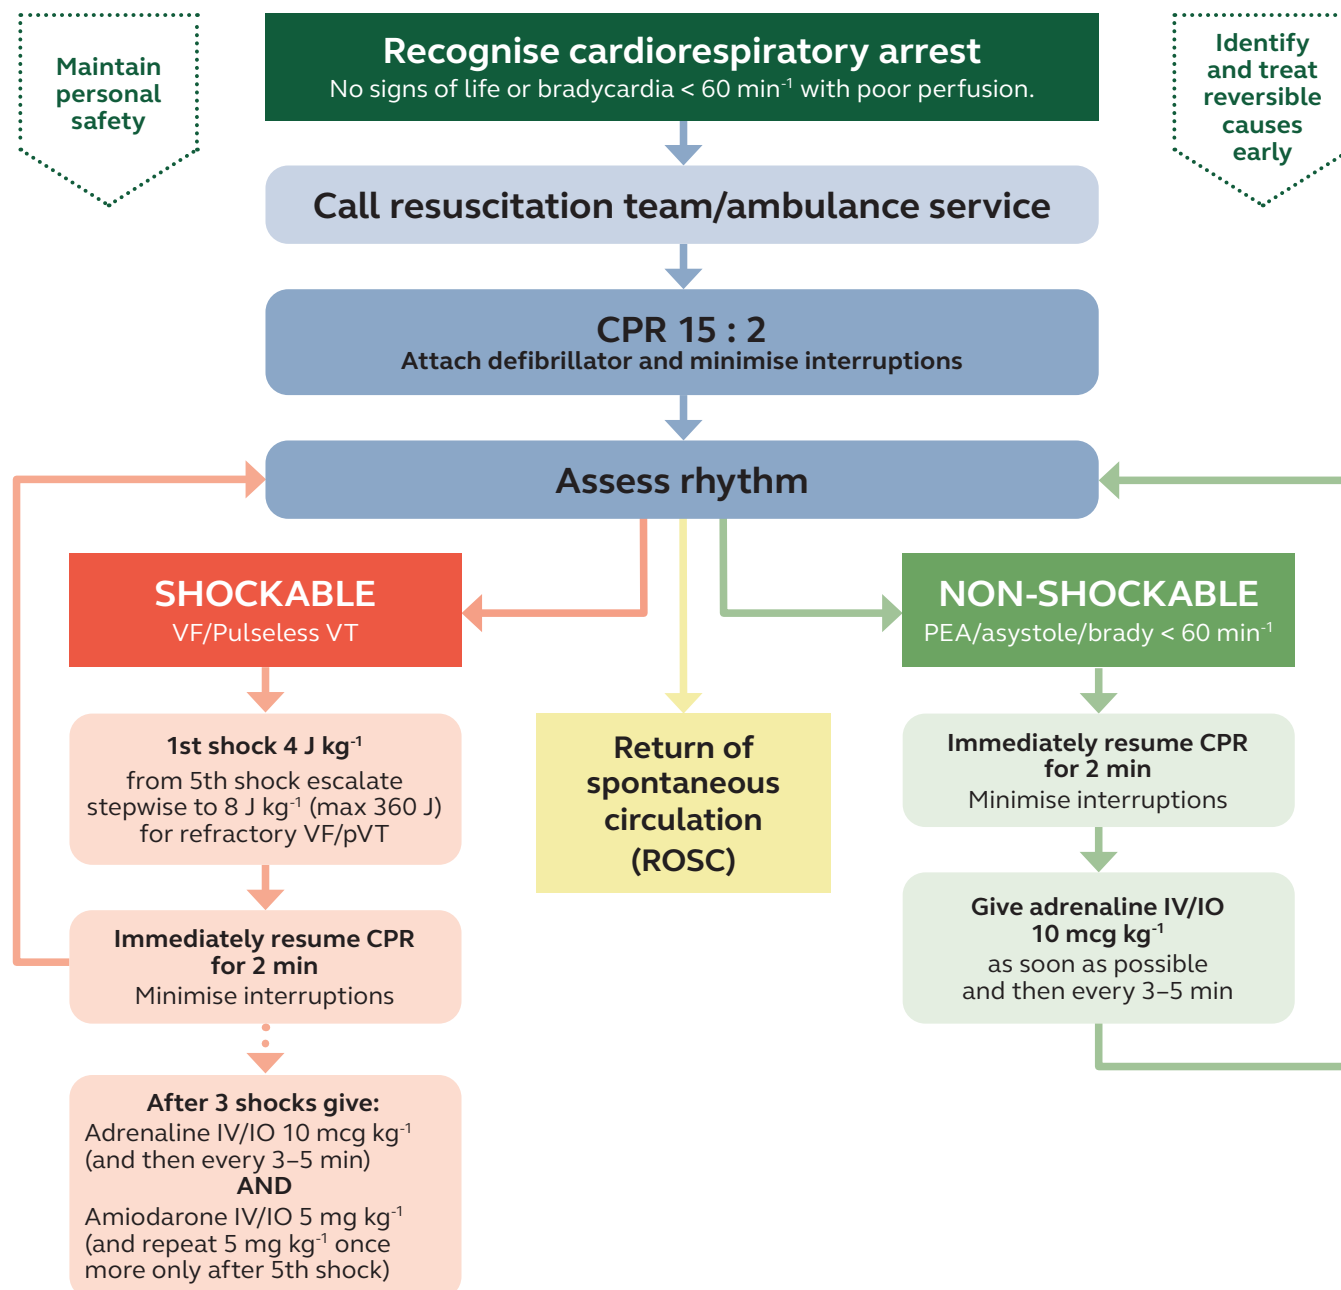 Maintain
personal
safety
Recognise cardiorespiratory arrest
No signs of life or bradycardia < 60 min⁻¹ with poor perfusion.
Identify
and treat
reversible
causes
early
Call resuscitation team/ambulance service
CPR 15 : 2
Attach defibrillator and minimise interruptions
Assess rhythm
SHOCKABLE
VF/Pulseless VT
1st shock 4 J kg⁻¹
from 5th shock escalate
stepwise to 8 J kg⁻¹ (max 360 J)
for refractory VF/pVT
Immediately resume CPR
for 2 min
Minimise interruptions
After 3 shocks give:
Adrenaline IV/IO 10 mcg kg⁻¹
(and then every 3–5 min)
AND
Amiodarone IV/IO 5 mg kg⁻¹
(and repeat 5 mg kg⁻¹ once
more only after 5th shock)
Return of
spontaneous
circulation
(ROSC)
NON-SHOCKABLE
PEA/asystole/brady < 60 min⁻¹
Immediately resume CPR
for 2 min
Minimise interruptions
Give adrenaline IV/IO
10 mcg kg⁻¹
as soon as possible
and then every 3–5 min